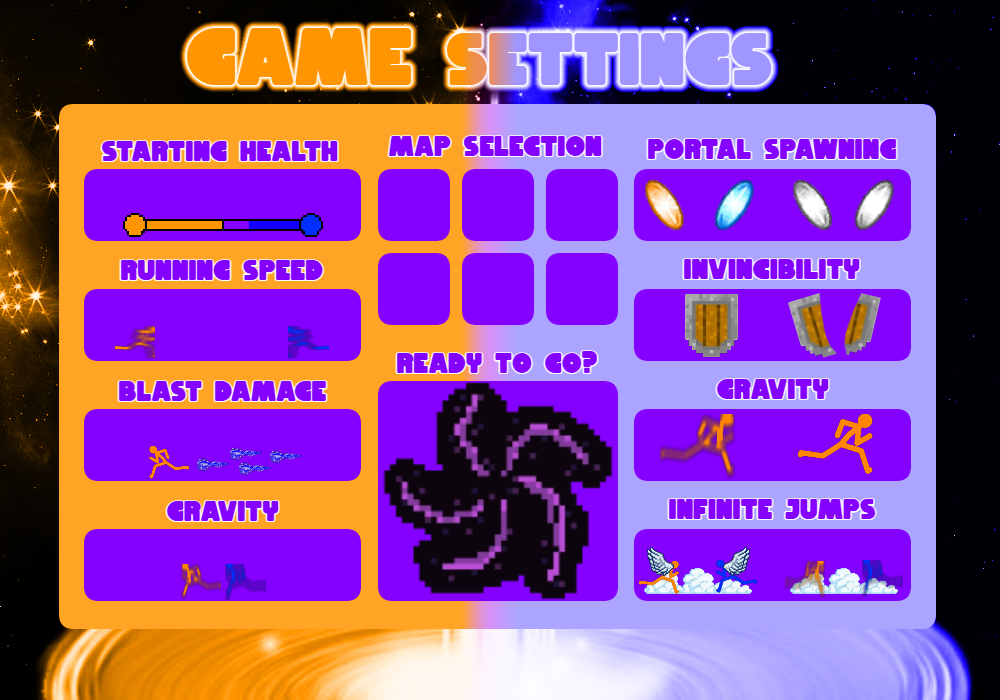 GAME SETTINGS
STARTING HEALTH
MAP SELECTION
PORTAL SPAWNING
RUNNING SPEED
INVINCIBILITY
READY TO GO?
BLAST DAMAGE
GRAVITY
GRAVITY
INFINITE JUMPS